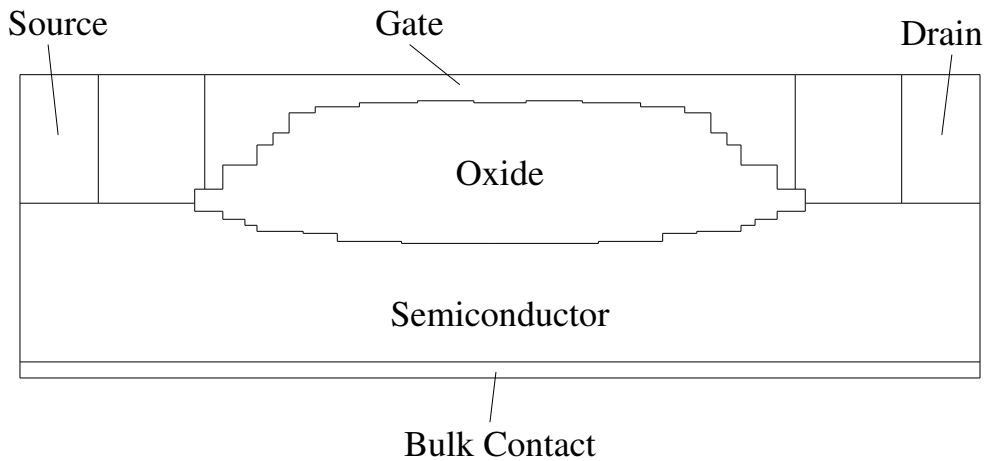 Source
Gate
Drain
Oxide
Semiconductor
Bulk Contact